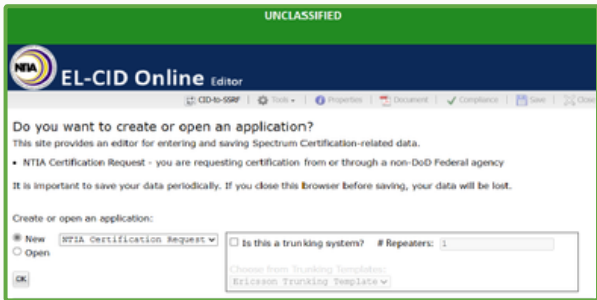 UNCLASSIFIED
NTIA EL-CID Online Editor
CID-to-SSRF | Tools | Properties | Document | Compliance | Save | Close
Do you want to create or open an application?
This site provides an editor for entering and saving Spectrum Certification-related data.
• NTIA Certification Request - you are requesting certification from or through a non-DoD Federal agency
It is important to save your data periodically. If you close this browser before saving, your data will be lost.
Create or open an application:
New NTIA Certification Request Is this a trunking system? # Repeaters: 1
Open
Choose from Trunking Templates:
OK Ericsson Trunking Template